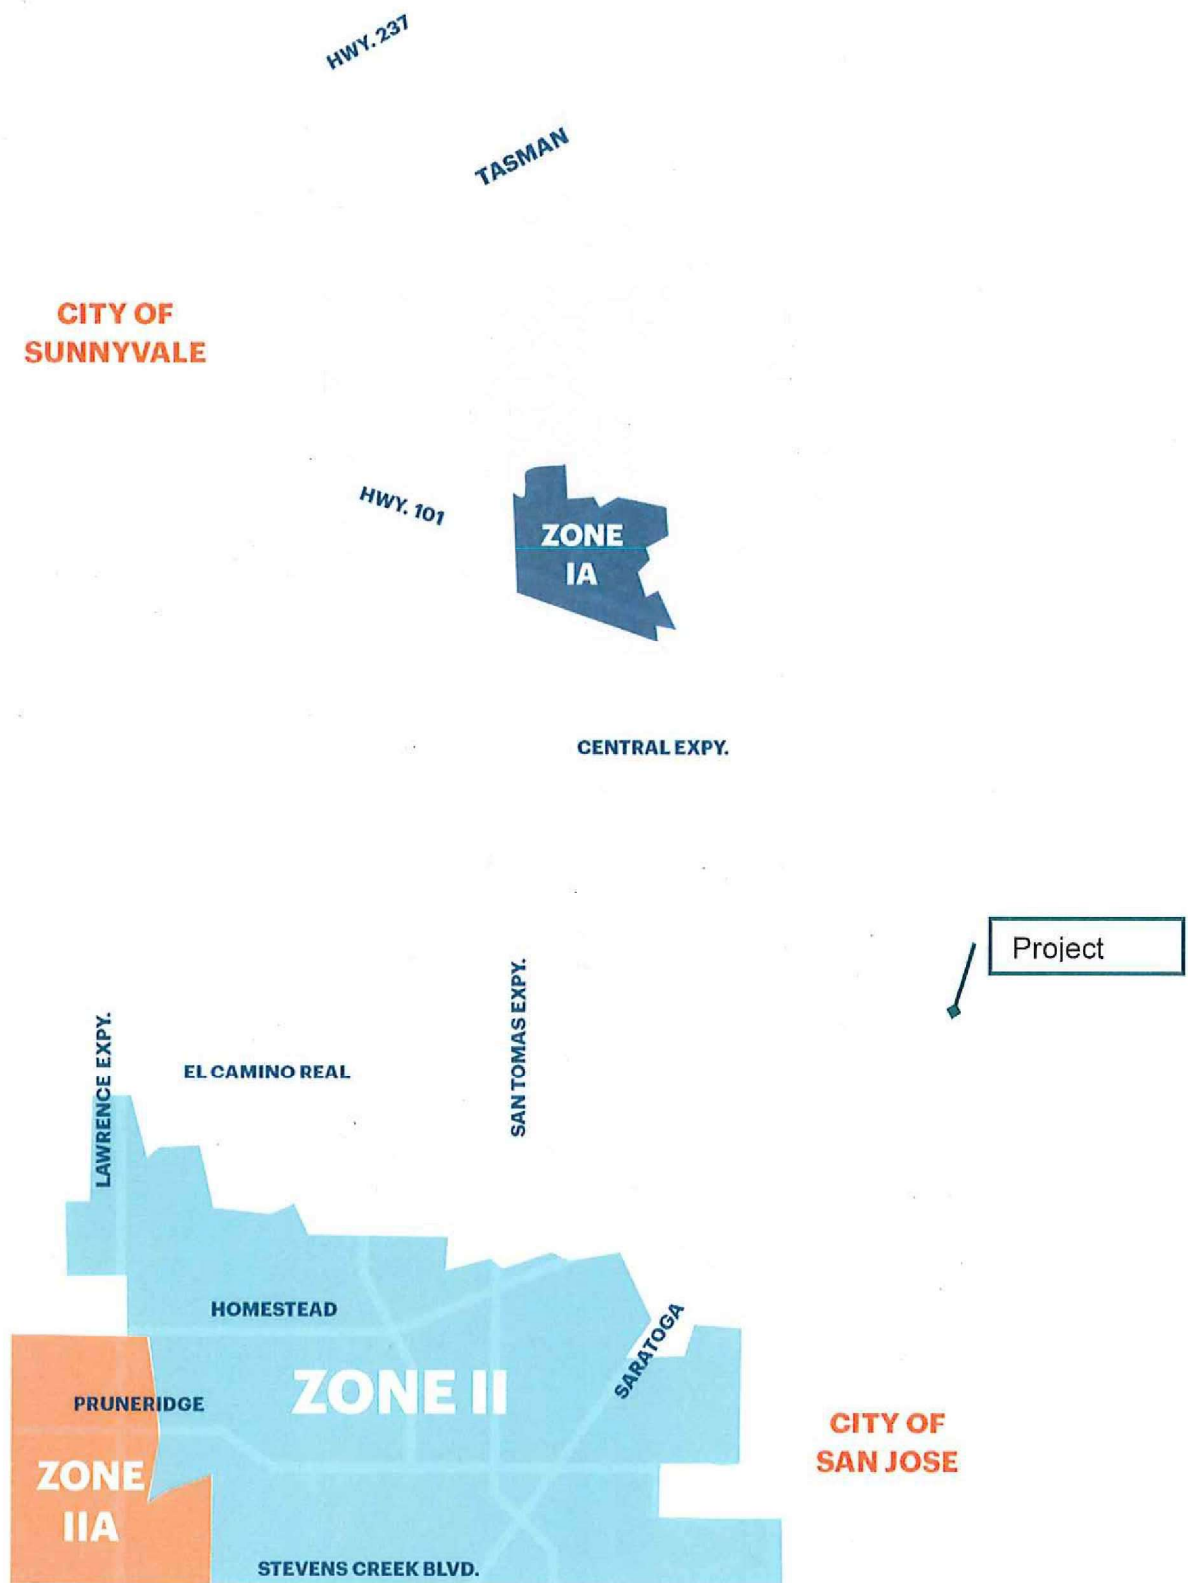 HWY. 237
TASMAN
CITY OF
SUNNYVALE
HWY. 101
ZONE
IA
CENTRAL EXPY.
Project
SAN TOMAS EXPY.
LAWRENCE EXPY.
EL CAMINO REAL
HOMESTEAD
SARATOGA
ZONE II
PRUNERIDGE
CITY OF
SAN JOSE
ZONE
IIA
STEVENS CREEK BLVD.